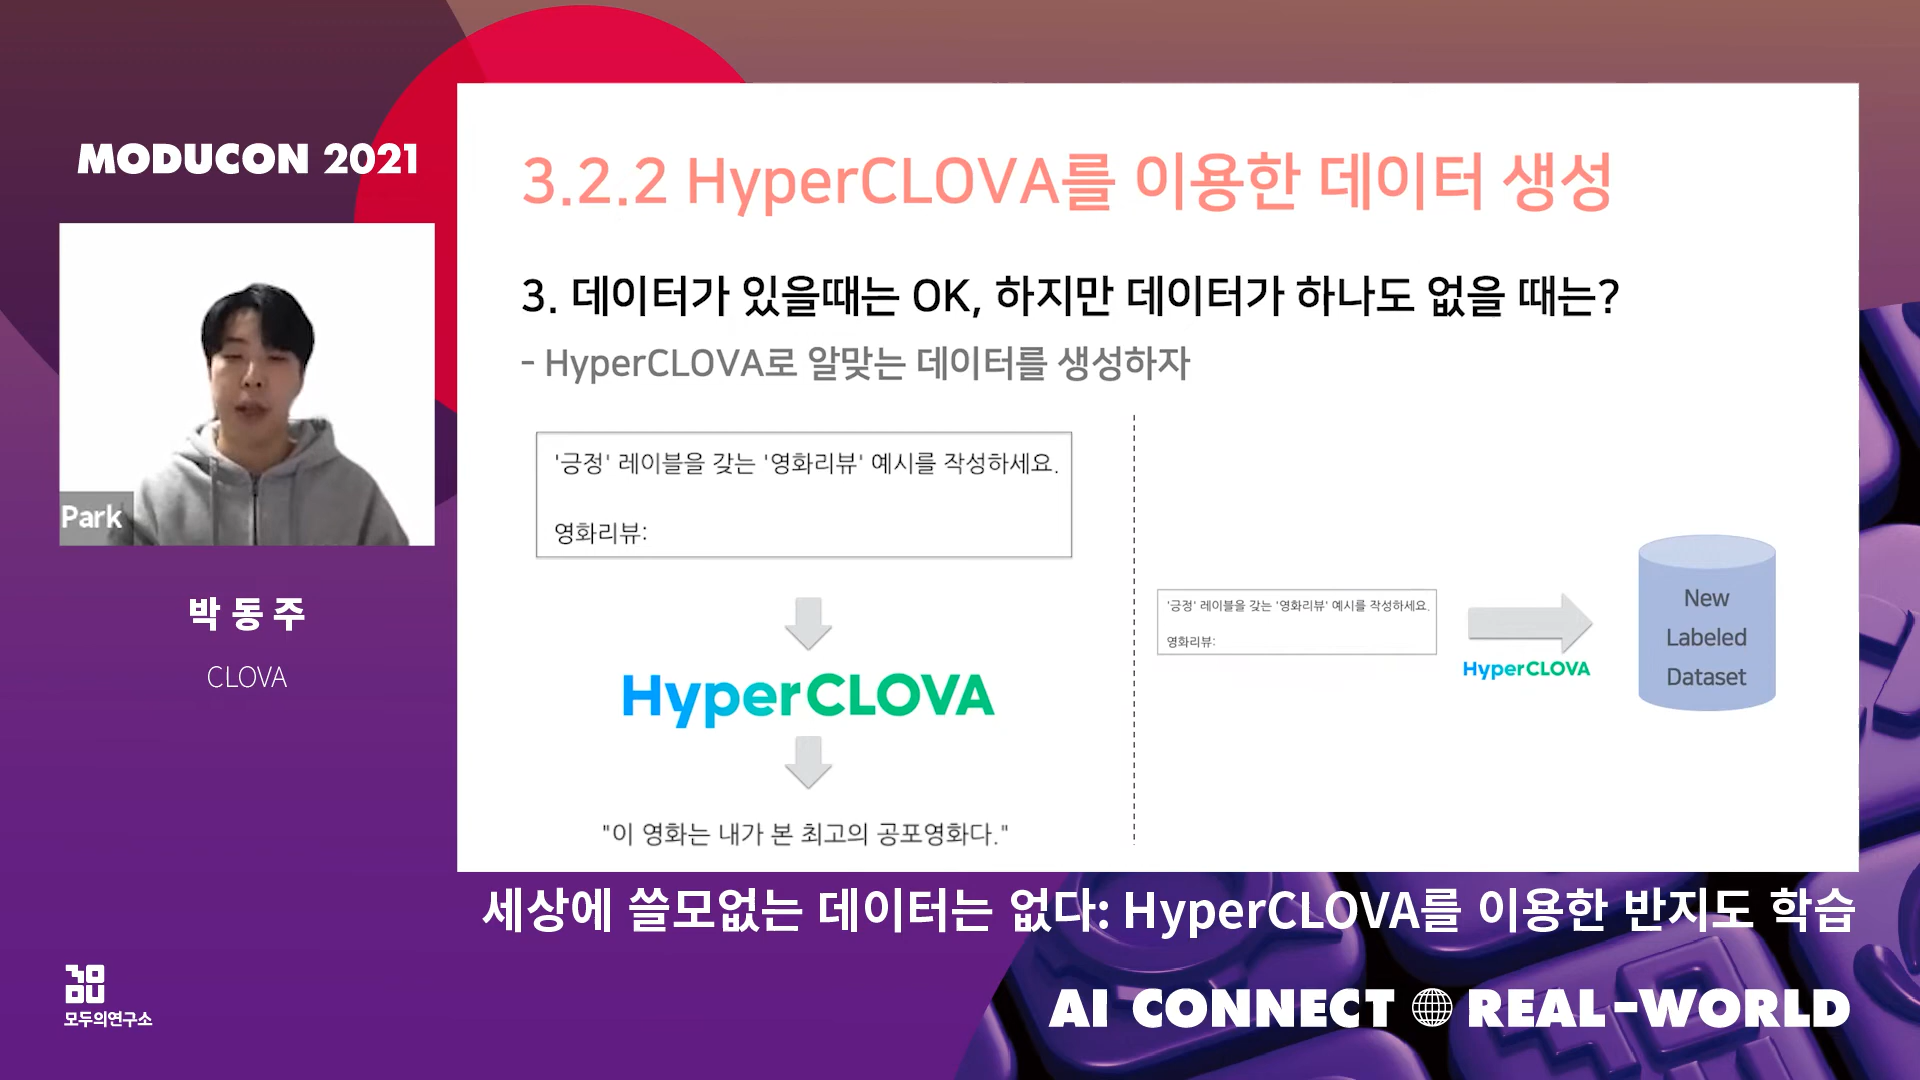 MODUCON 2021
Park
박동주
CLOVA
모두의연구소
3.2.2 HyperCLOVA를 이용한 데이터 생성
3. 데이터가 있을때는 OK, 하지만 데이터가 하나도 없을 때는?
- HyperCLOVA로 알맞는 데이터를 생성하자
'긍정' 레이블을 갖는 '영화리뷰' 예시를 작성하세요.
영화리뷰:
HyperCLOVA
"이 영화는 내가 본 최고의 공포영화다."
'긍정' 레이블을 갖는 '영화리뷰' 예시를 작성하세요.
영화리뷰:
HyperCLOVA
New
Labeled
Dataset
세상에 쓸모없는 데이터는 없다: HyperCLOVA를 이용한 반지도 학습
AI CONNECT REAL-WORLD